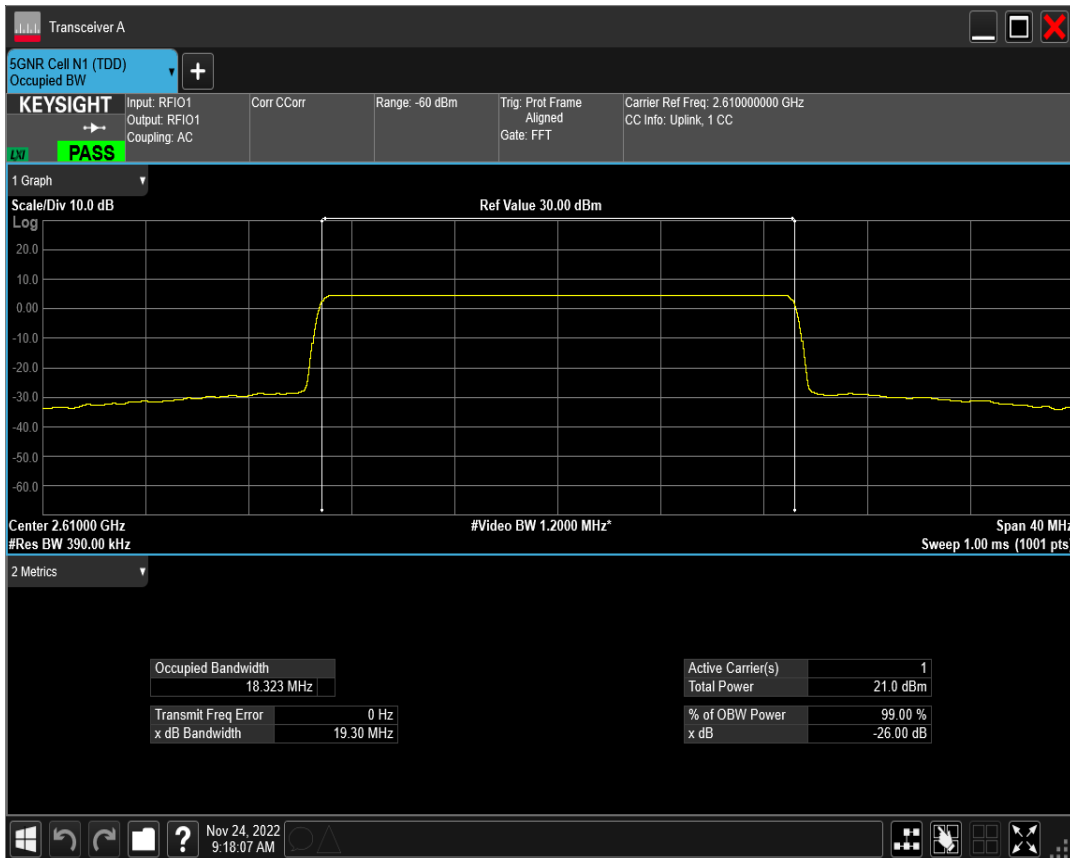 Transceiver A
5GNR Cell N1 (TDD)
Occupied BW
+
KEYSIGHT
LXI
PASS
Input: RFIO1
Output: RFIO1
Coupling: AC
Corr CCorr
Range: -60 dBm
Trig: Prot Frame
Aligned
Gate: FFT
Carrier Ref Freq: 2.610000000 GHz
CC Info: Uplink, 1 CC
1 Graph
Scale/Div 10.0 dB
Ref Value 30.00 dBm
Log
20.0
10.0
0.00
-10.0
-20.0
-30.0
-40.0
-50.0
-60.0
Center 2.61000 GHz
#Video BW 1.2000 MHz*
Span 40 MHz
#Res BW 390.00 kHz
Sweep 1.00 ms (1001 pts)
2 Metrics
Occupied Bandwidth
18.323 MHz
Transmit Freq Error 0 Hz
x dB Bandwidth 19.30 MHz
Active Carrier(s) 1
Total Power 21.0 dBm
% of OBW Power 99.00 %
x dB -26.00 dB
?
Nov 24, 2022
9:18:07 AM